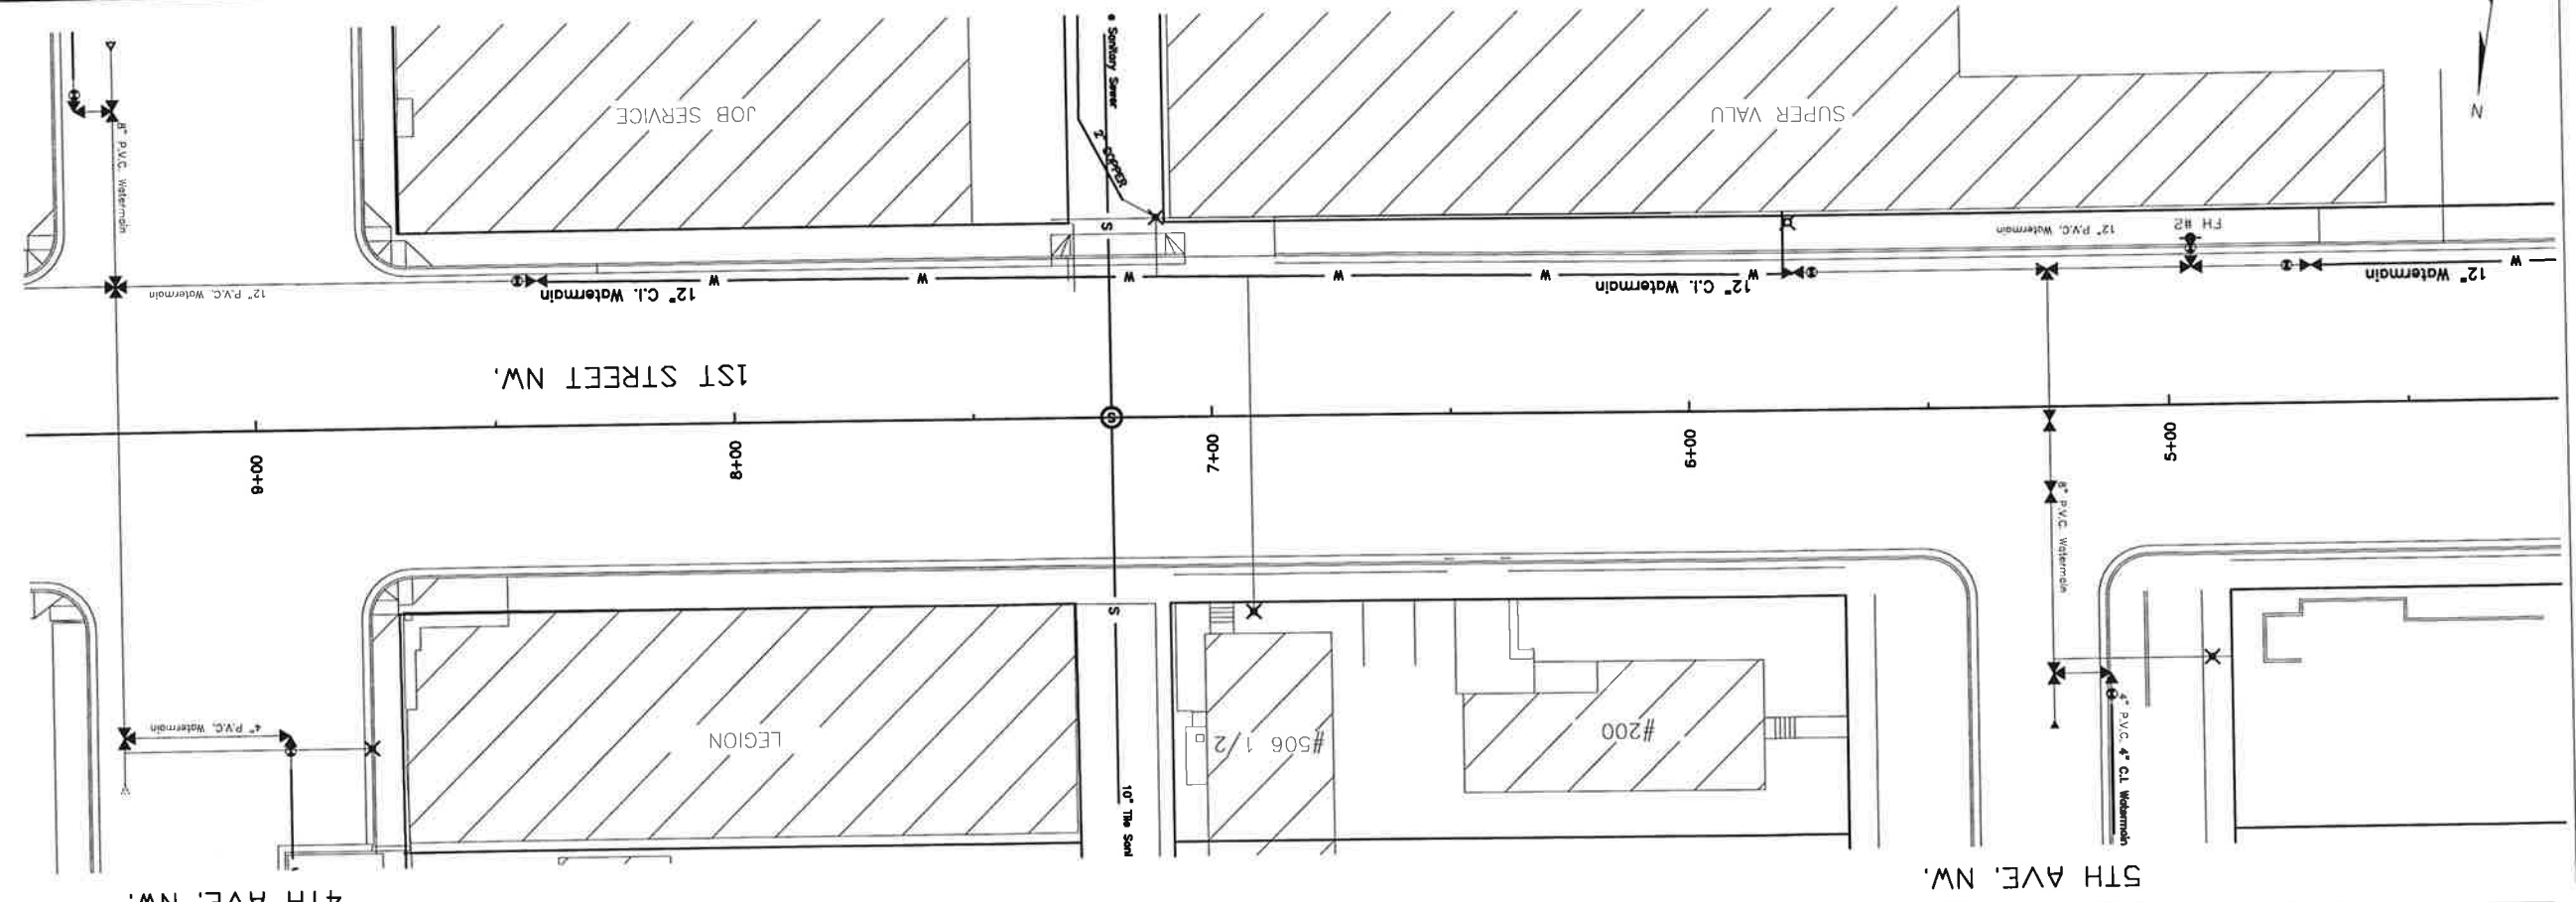 4TH AVE. NW.
5TH AVE. NW.
LEGION
#506 1/2
#200
4" P.V.C. Watermain
10" Tile Sani
4" P.V.C.
4" C.I. Watermain
S
8" P.V.C. Watermain
9+00
8+00
7+00
6+00
5+00
S
1ST STREET NW.
12" P.V.C. Watermain
12" C.I. Watermain
W
W
W
W
W
12" C.I. Watermain
W
12" Watermain
W
12" P.V.C. Watermain
FH #2
S
8" P.V.C. Watermain
2" COPPER
Sanitary Sewer
JOB SERVICE
SUPER VALU
N